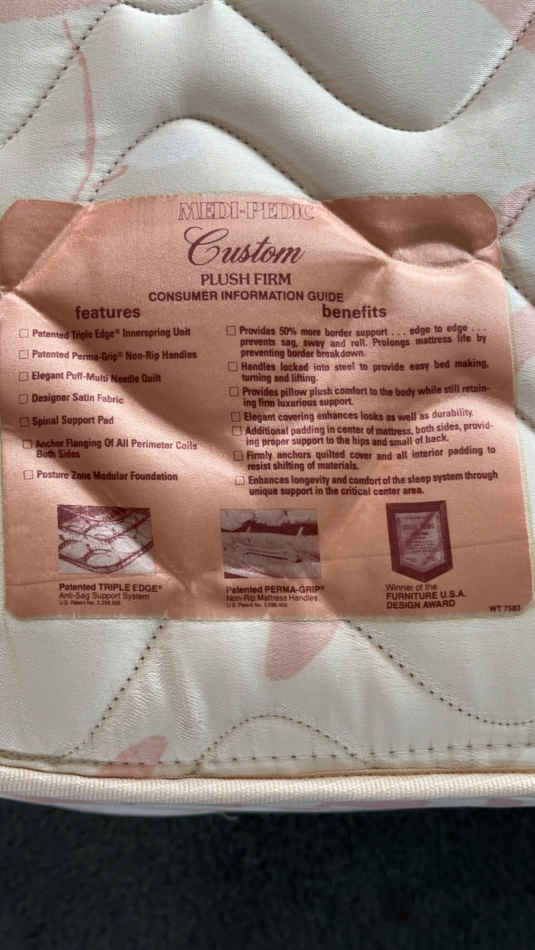 MEDI-PEDIC
Custom
PLUSH FIRM
CONSUMER INFORMATION GUIDE
features
Patented Triple Edge® Innerspring Unit
Patented Perma-Grip® Non-Rip Handles
Elegant Puff-Multi Needle Quilt
Designer Satin Fabric
Spinal Support Pad
Anchor Flanging Of All Perimeter Coils
Both Sides
Posture Zone Modular Foundation
benefits
Provides 50% more border support . . . edge to edge . . .
prevents sag, sway and roll. Prolongs mattress life by
preventing border breakdown.
Handles locked into steel to provide easy bed making,
turning and lifting.
Provides pillow plush comfort to the body while still retain-
ing firm luxurious support.
Elegant covering enhances looks as well as durability.
Additional padding in center of mattress, both sides, provid-
ing proper support to the hips and small of back.
Firmly anchors quilted cover and all interior padding to
resist shifting of materials.
Enhances longevity and comfort of the sleep system through
unique support in the critical center area.
Patented TRIPLE EDGE®
Anti-Sag Support System
U.S. Patent No.
Patented PERMA-GRIP®
Non-Rip Mattress Handles
U.S. Patent No.
Winner of the
FURNITURE U.S.A.
DESIGN AWARD
WT 7583